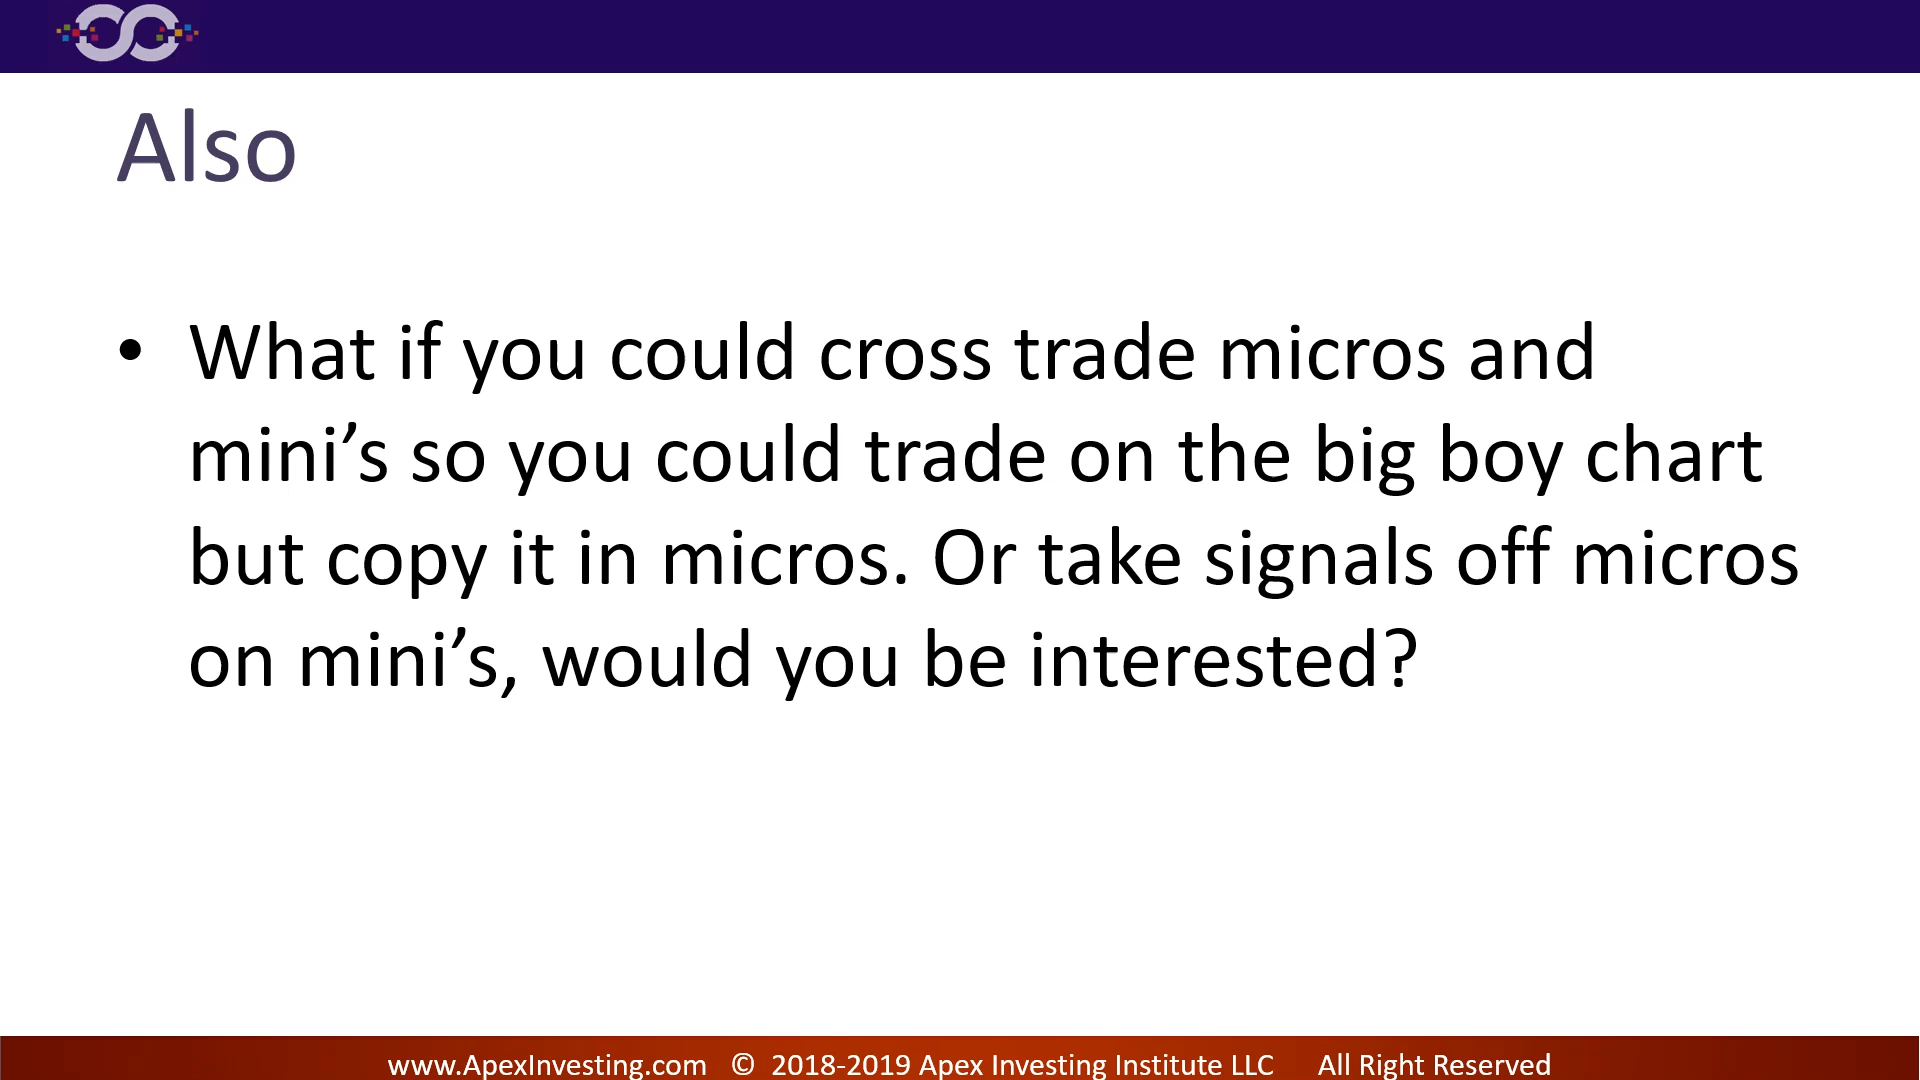 Also
• What if you could cross trade micros and
mini’s so you could trade on the big boy chart
but copy it in micros. Or take signals off micros
on mini’s, would you be interested?
www.ApexInvesting.com © 2018-2019 Apex Investing Institute LLC All Right Reserved